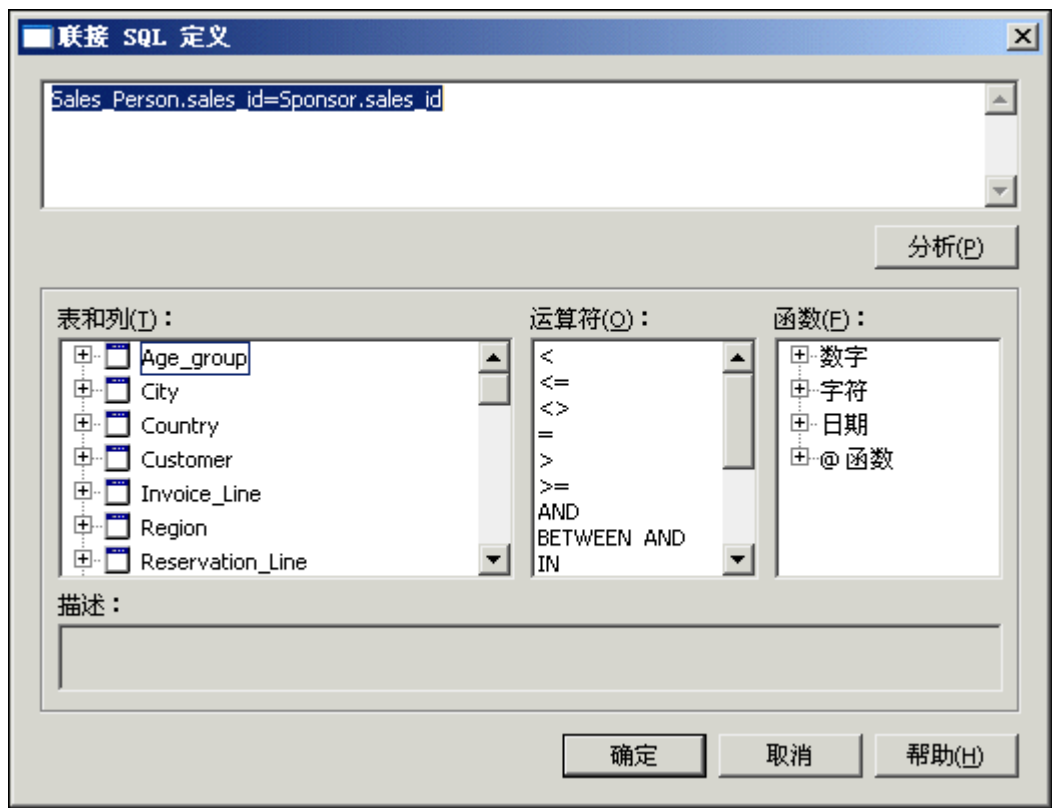 联接 SQL 定义
Sales_Person.sales_id=Sponsor.sales_id
分析(P)
表和列(T)：
Age_group
City
Country
Customer
Invoice_Line
Region
Reservation_Line
运算符(O)：
<
<=
<>
=
>
>=
AND
BETWEEN AND
IN
函数(F)：
数字
字符
日期
@函数
描述：
确定
取消
帮助(H)